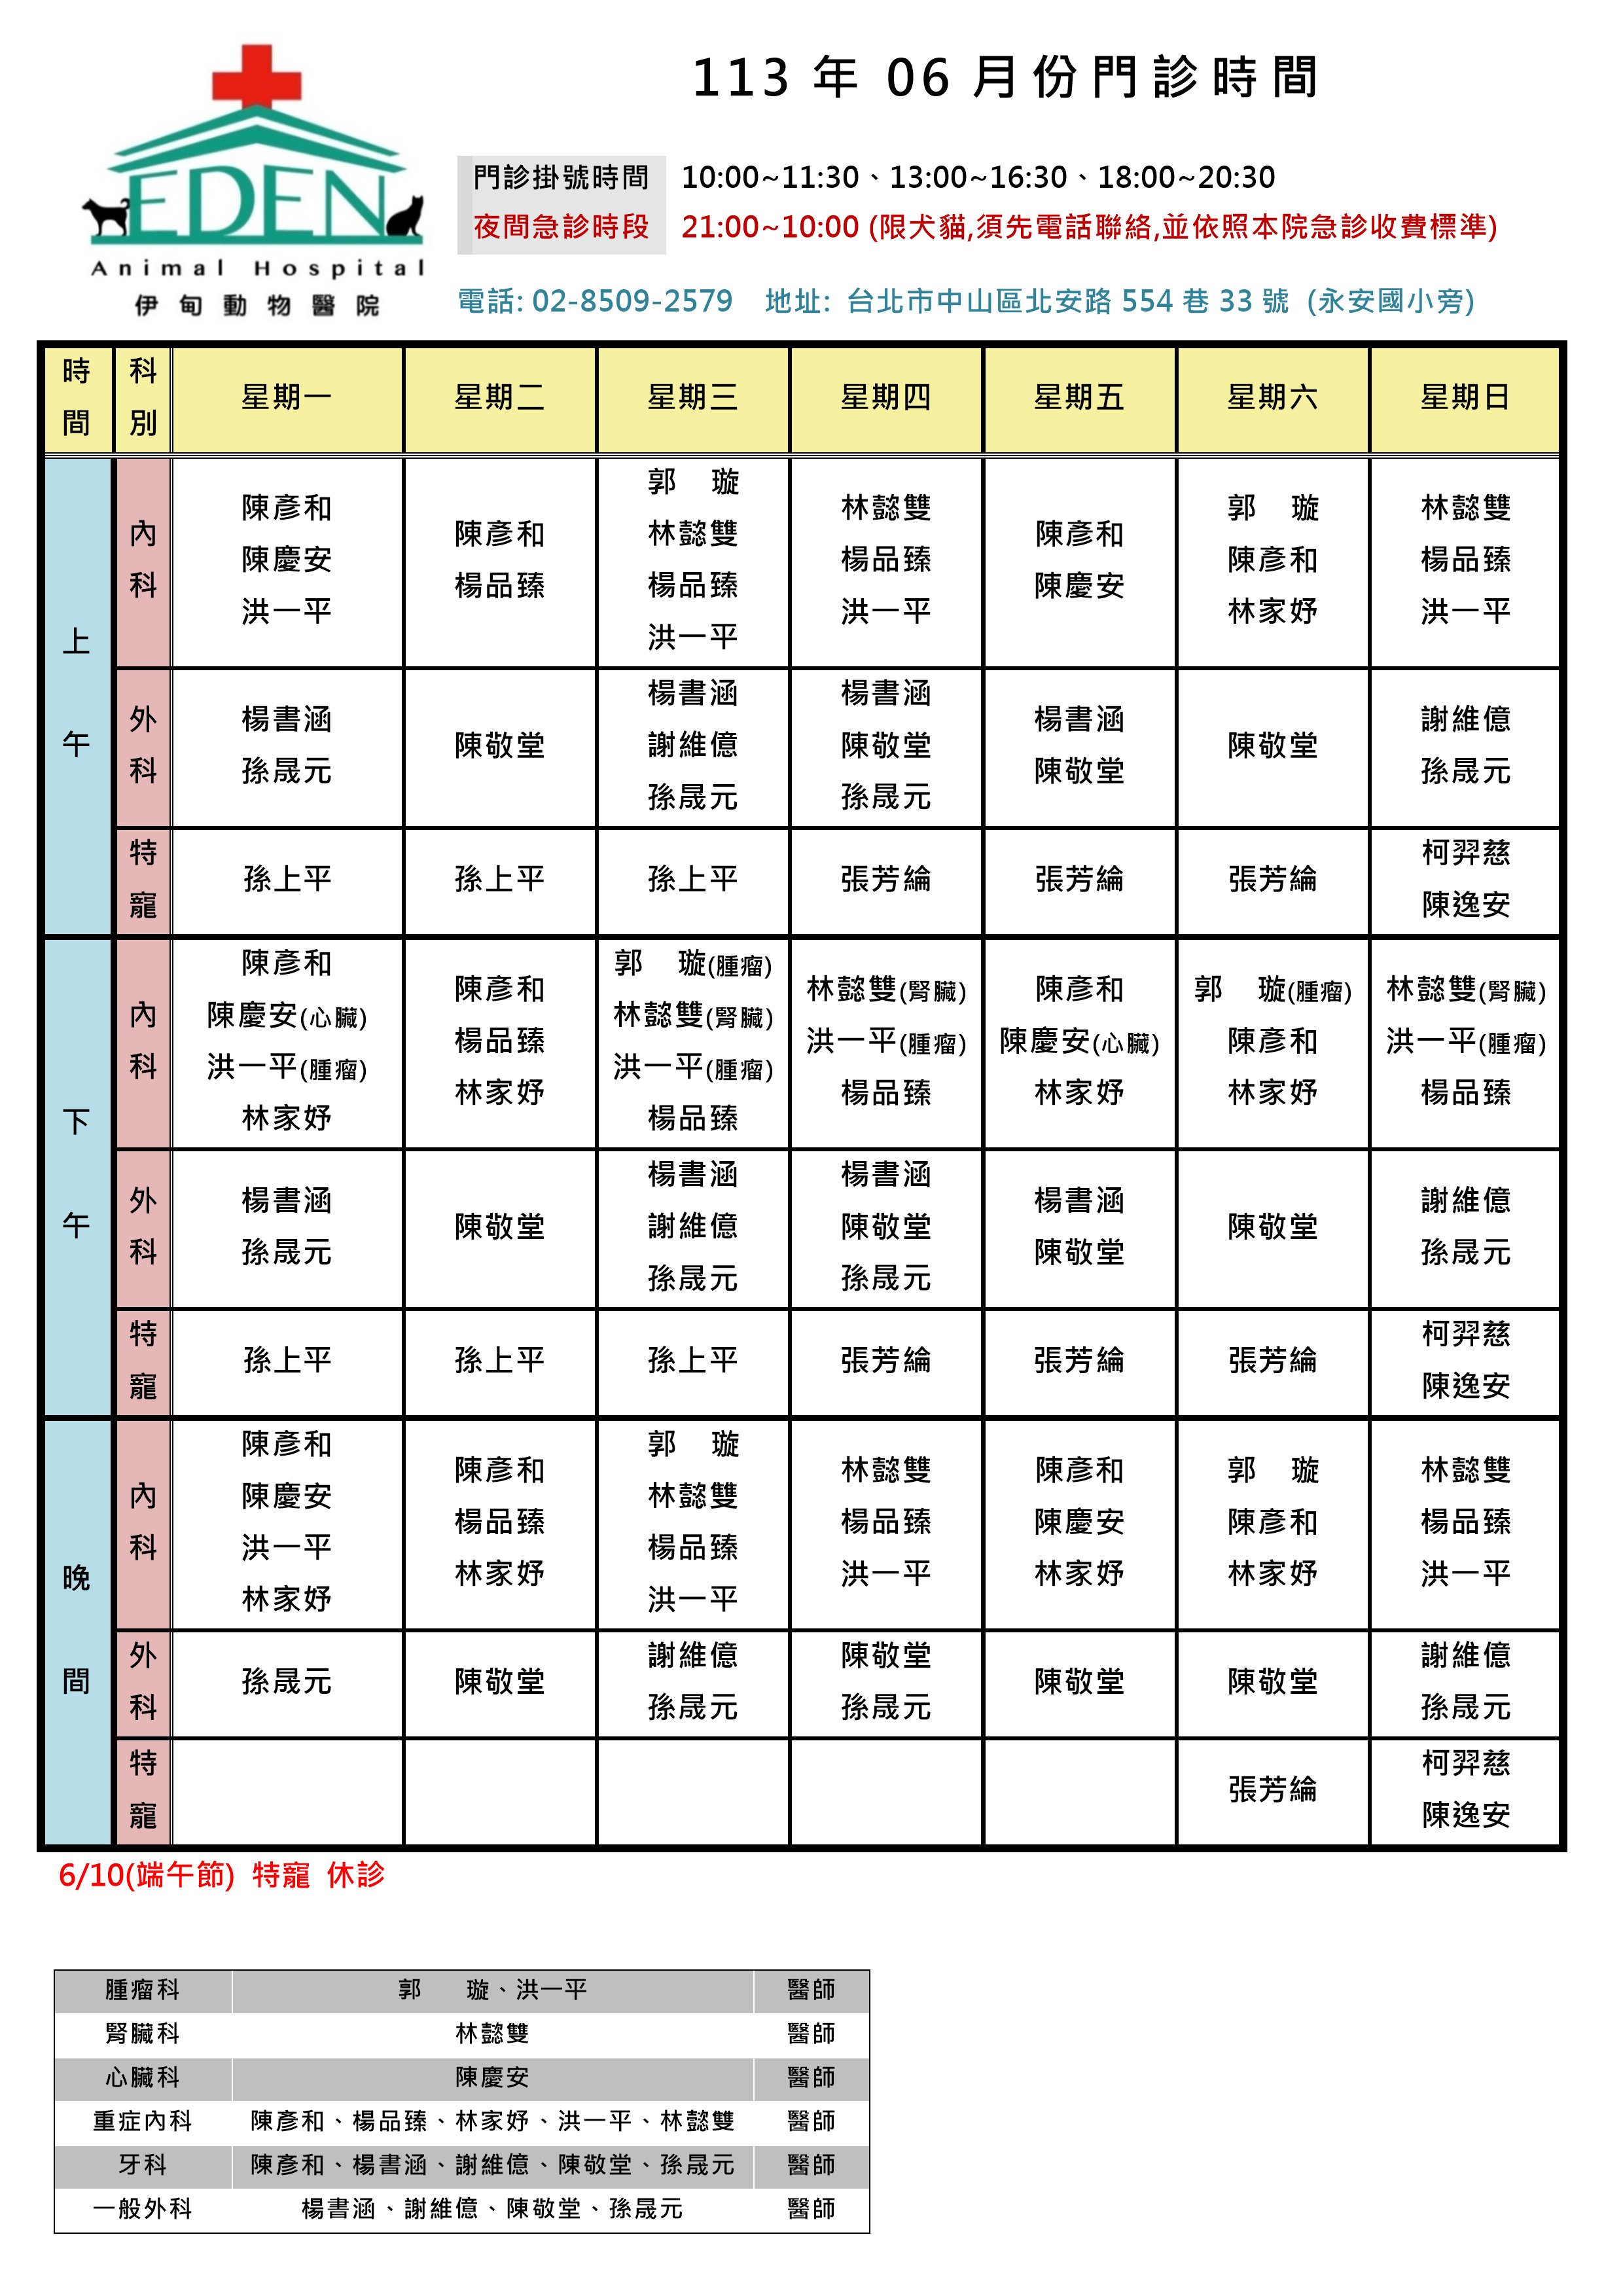 113 年 06 月份門診時間
EDEN
Animal Hospital
伊甸動物醫院
門診掛號時間 10:00~11:30、13:00~16:30、18:00~20:30
夜間急診時段 21:00~10:00 (限犬貓,須先電話聯絡,並依照本院急診收費標準)
電話: 02-8509-2579 地址: 台北市中山區北安路 554 巷 33 號 (永安國小旁)
時間 科別 星期一 星期二 星期三 星期四 星期五 星期六 星期日
上午
內科
陳彥和
陳慶安
洪一平
陳彥和
楊品臻
郭 璇
林懿雙
楊品臻
洪一平
林懿雙
楊品臻
洪一平
陳彥和
陳慶安
郭 璇
陳彥和
林家妤
林懿雙
楊品臻
洪一平
外科
楊書涵
孫晟元
陳敬堂
楊書涵
謝維億
孫晟元
楊書涵
陳敬堂
孫晟元
楊書涵
陳敬堂
陳敬堂
謝維億
孫晟元
特寵
孫上平
孫上平
孫上平
張芳綸
張芳綸
張芳綸
柯羿慈
陳逸安
下午
內科
陳彥和
陳慶安(心臟)
洪一平(腫瘤)
林家妤
陳彥和
楊品臻
林家妤
郭 璇(腫瘤)
林懿雙(腎臟)
洪一平(腫瘤)
楊品臻
林懿雙(腎臟)
洪一平(腫瘤)
楊品臻
陳彥和
陳慶安(心臟)
林家妤
郭 璇(腫瘤)
陳彥和
林家妤
林懿雙(腎臟)
洪一平(腫瘤)
楊品臻
外科
楊書涵
孫晟元
陳敬堂
楊書涵
謝維億
孫晟元
楊書涵
陳敬堂
孫晟元
楊書涵
陳敬堂
陳敬堂
謝維億
孫晟元
特寵
孫上平
孫上平
孫上平
張芳綸
張芳綸
張芳綸
柯羿慈
陳逸安
晚間
內科
陳彥和
陳慶安
洪一平
林家妤
陳彥和
楊品臻
林家妤
郭 璇
林懿雙
楊品臻
洪一平
林懿雙
楊品臻
洪一平
陳彥和
陳慶安
林家妤
郭 璇
陳彥和
林家妤
林懿雙
楊品臻
洪一平
外科
孫晟元
陳敬堂
謝維億
孫晟元
陳敬堂
孫晟元
陳敬堂
陳敬堂
謝維億
孫晟元
特寵
張芳綸
柯羿慈
陳逸安
6/10(端午節) 特寵 休診
腫瘤科 郭 璇、洪一平 醫師
腎臟科 林懿雙 醫師
心臟科 陳慶安 醫師
重症內科 陳彥和、楊品臻、林家妤、洪一平、林懿雙 醫師
牙科 陳彥和、楊書涵、謝維億、陳敬堂、孫晟元 醫師
一般外科 楊書涵、謝維億、陳敬堂、孫晟元 醫師